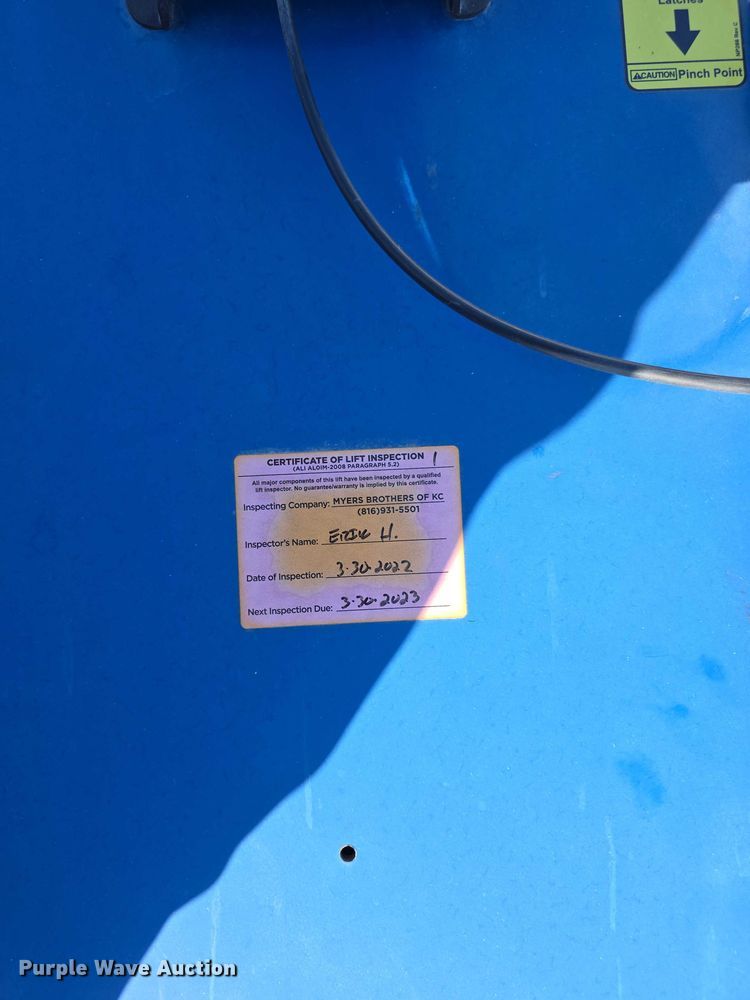 Latches
NP298 Rev C
⚠CAUTION Pinch Point
CERTIFICATE OF LIFT INSPECTION 1
(ALI ALOIM-2008 PARAGRAPH 5.2)
All major components of this lift have been inspected by a qualified
lift inspector. No guarantee/warranty is implied by this certificate.
Inspecting Company: MYERS BROTHERS OF KC
(816)931-5501
Inspector's Name: ERIK H.
Date of Inspection: 3-30-2022
Next Inspection Due: 3-30-2023
Purple Wave Auction